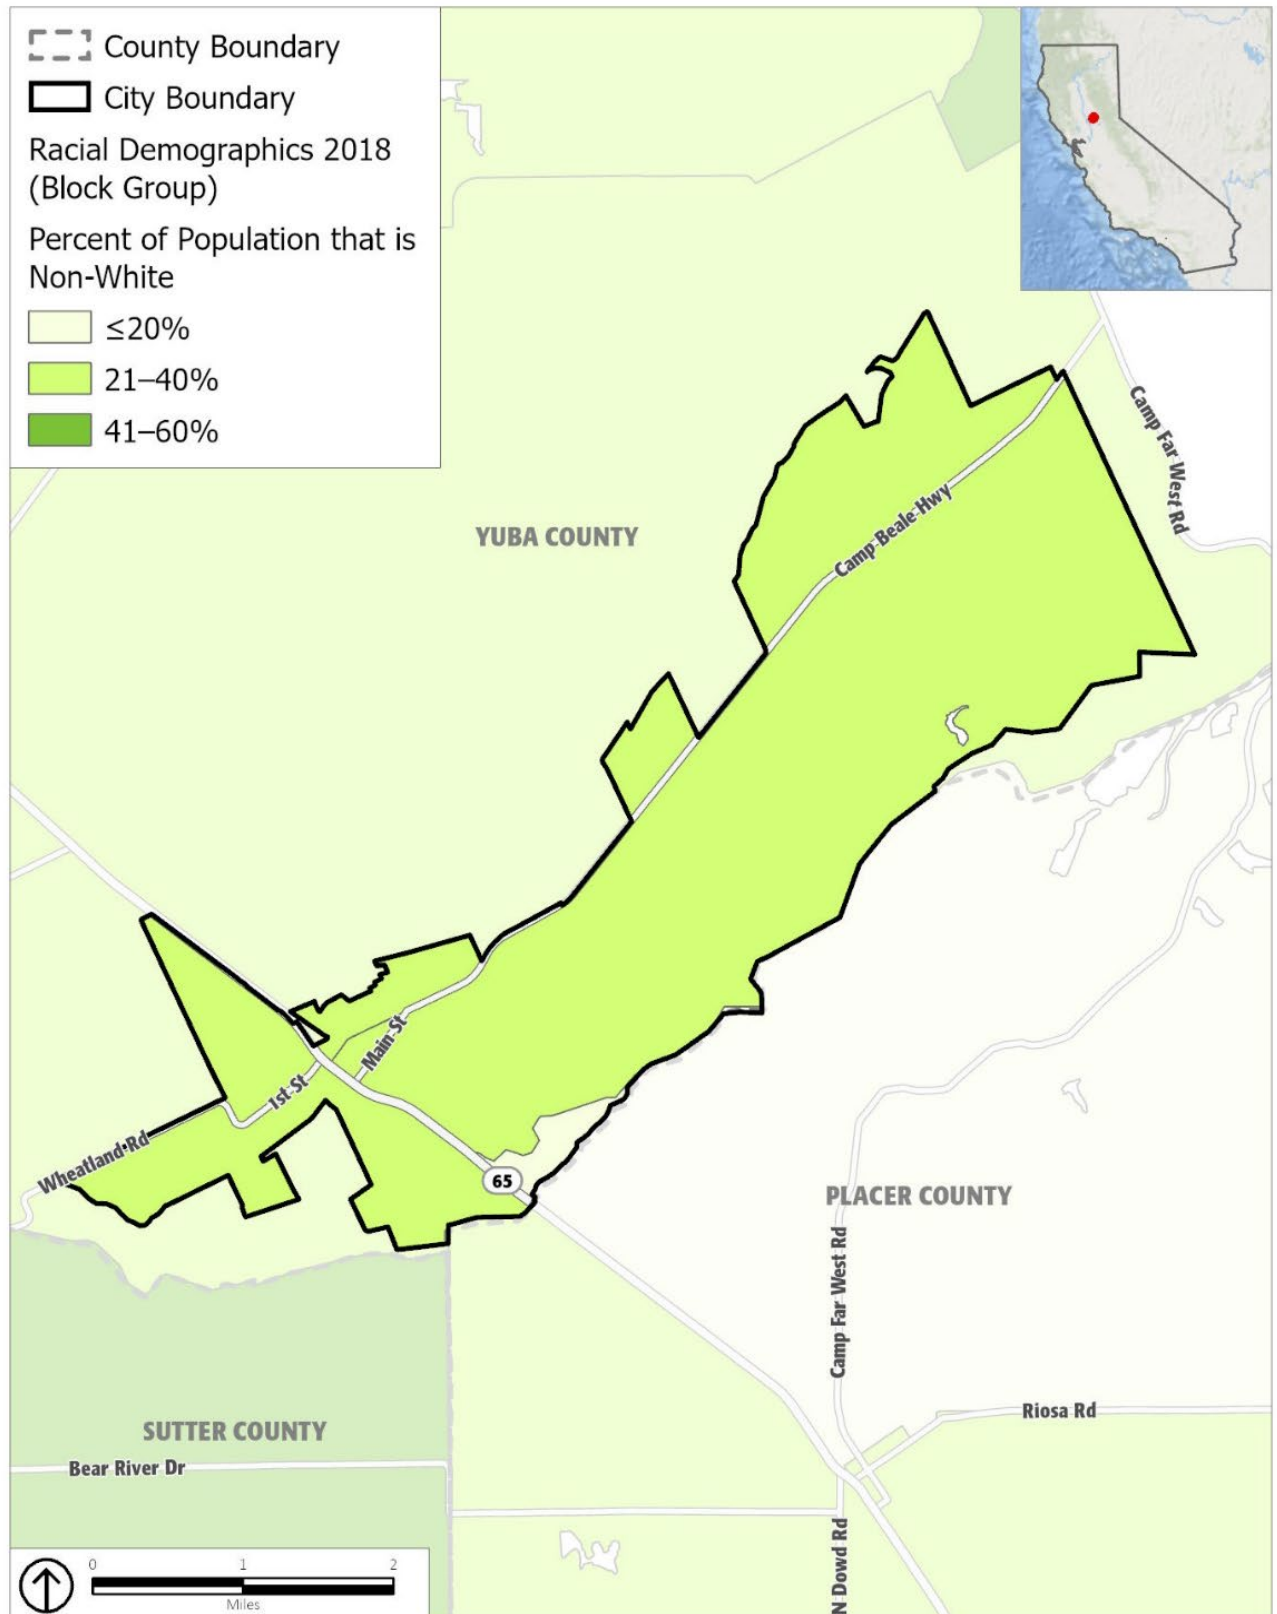 County Boundary
City Boundary
Racial Demographics 2018
(Block Group)
Percent of Population that is
Non-White
≤20%
21–40%
41–60%
Camp Far West Rd
YUBA COUNTY
Camp Beale Hwy
Main St
1st St
Wheatland Rd
65
PLACER COUNTY
Camp Far West Rd
Riosa Rd
SUTTER COUNTY
Bear River Dr
N Dowd Rd
0 1 2
Miles